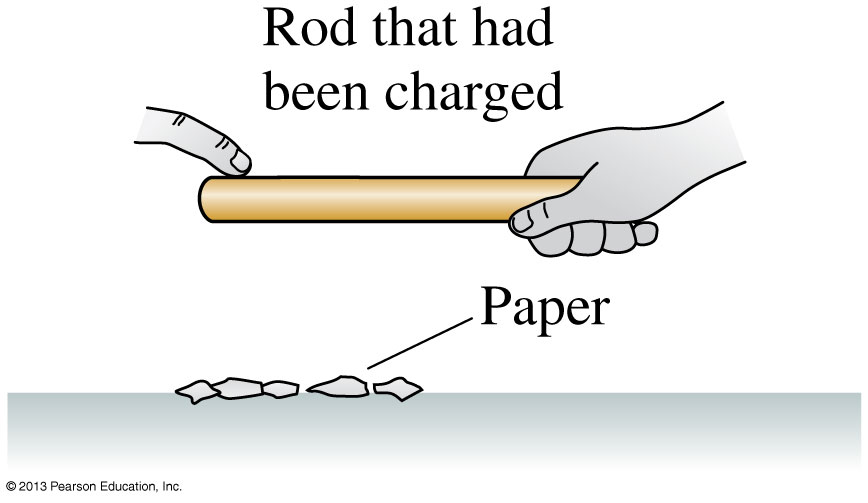 Rod that had
been charged
Paper
© 2013 Pearson Education, Inc.